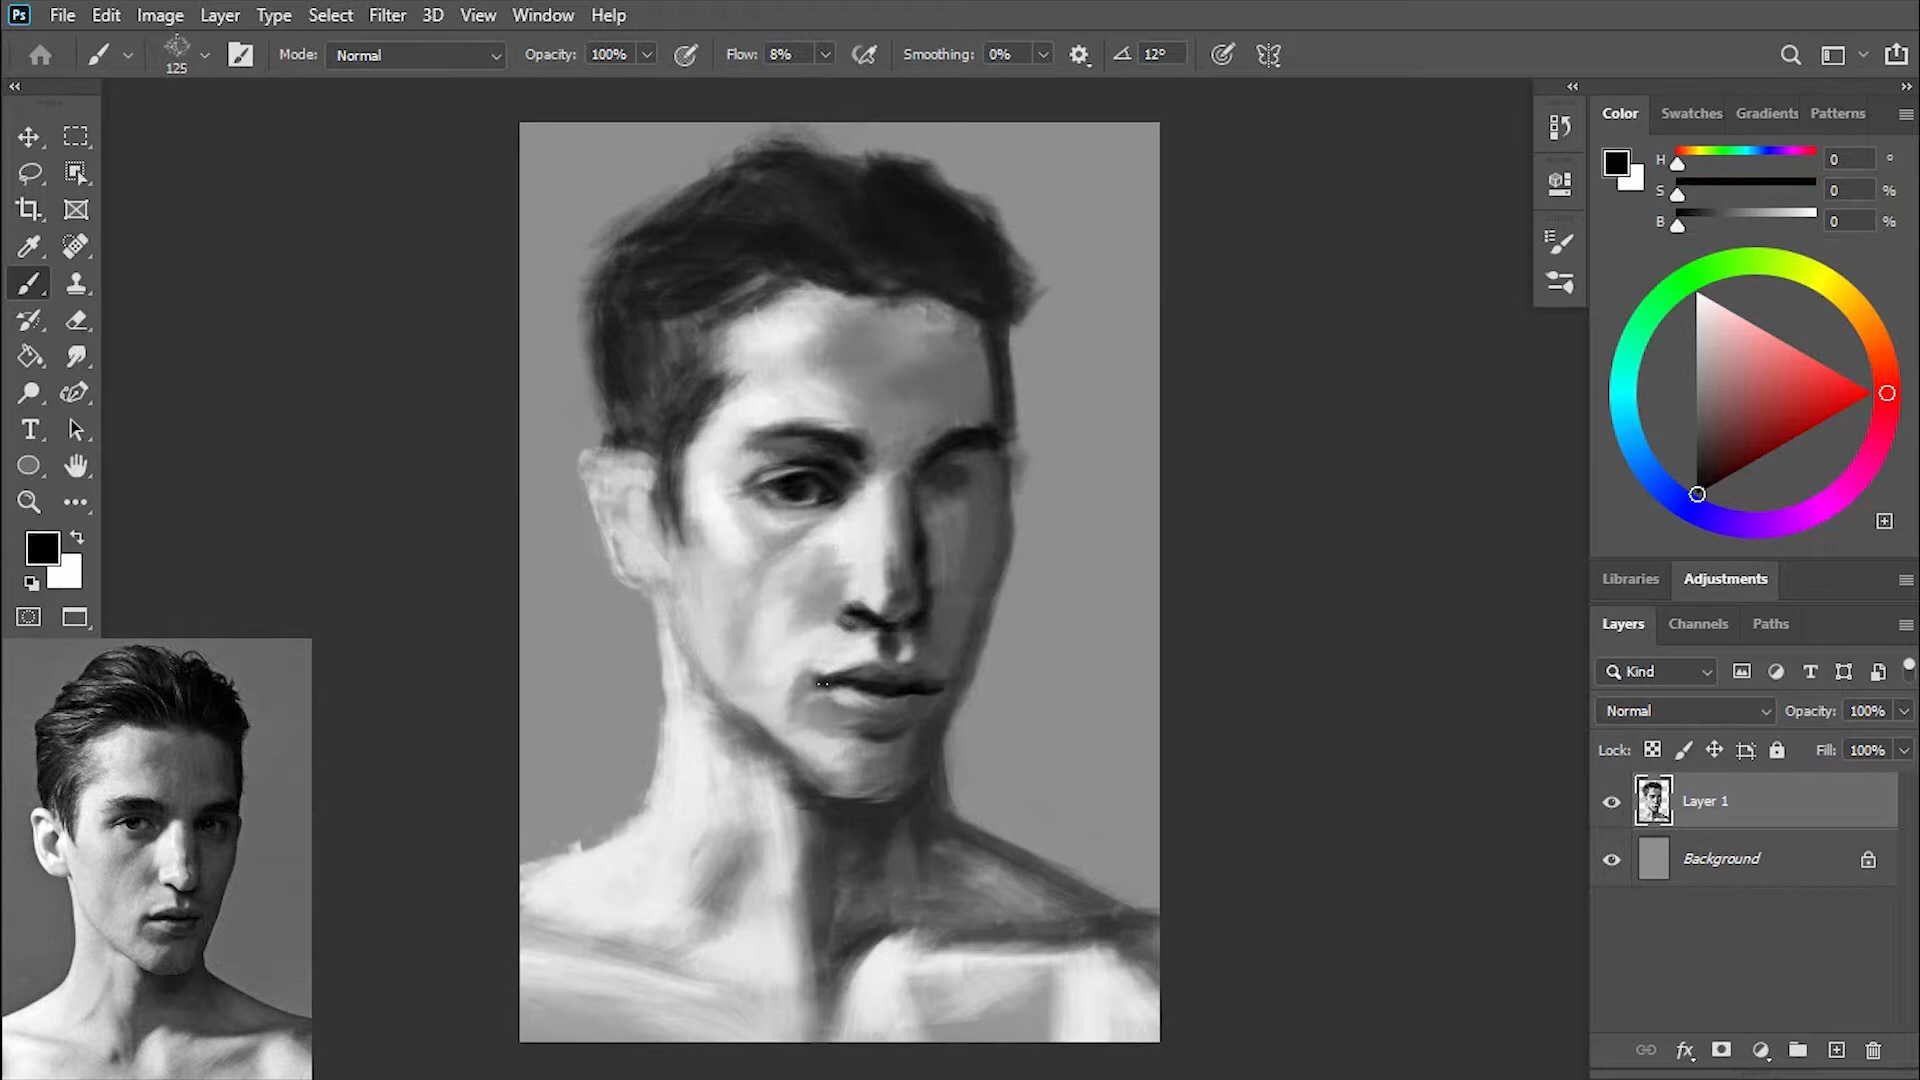 Ps File Edit Image Layer Type Select Filter 3D View Window Help
125 Mode: Normal Opacity: 100% Flow: 8% Smoothing: 0% 12°
Color Swatches Gradients Patterns
H 0 °
S 0 %
B 0 %
Libraries Adjustments
Layers Channels Paths
Kind
Normal Opacity: 100%
Lock: Fill: 100%
Layer 1
Background
fx